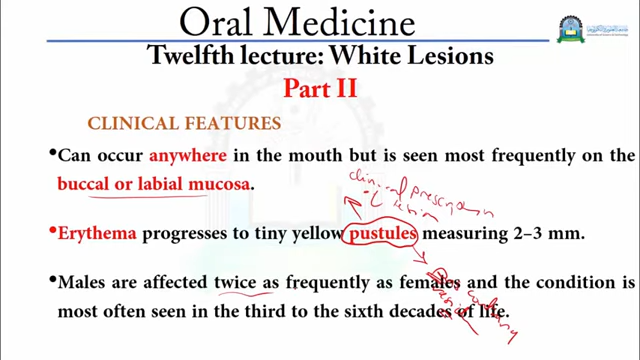 Oral Medicine
Twelfth lecture: White Lesions
Part II
CLINICAL FEATURES
• Can occur anywhere in the mouth but is seen most frequently on the
buccal or labial mucosa.
clinical
lesion
• Erythema progresses to tiny yellow pustules measuring 2–3 mm.
• Males are affected twice as frequently as females and the condition is
most often seen in the third to the sixth decades of life.